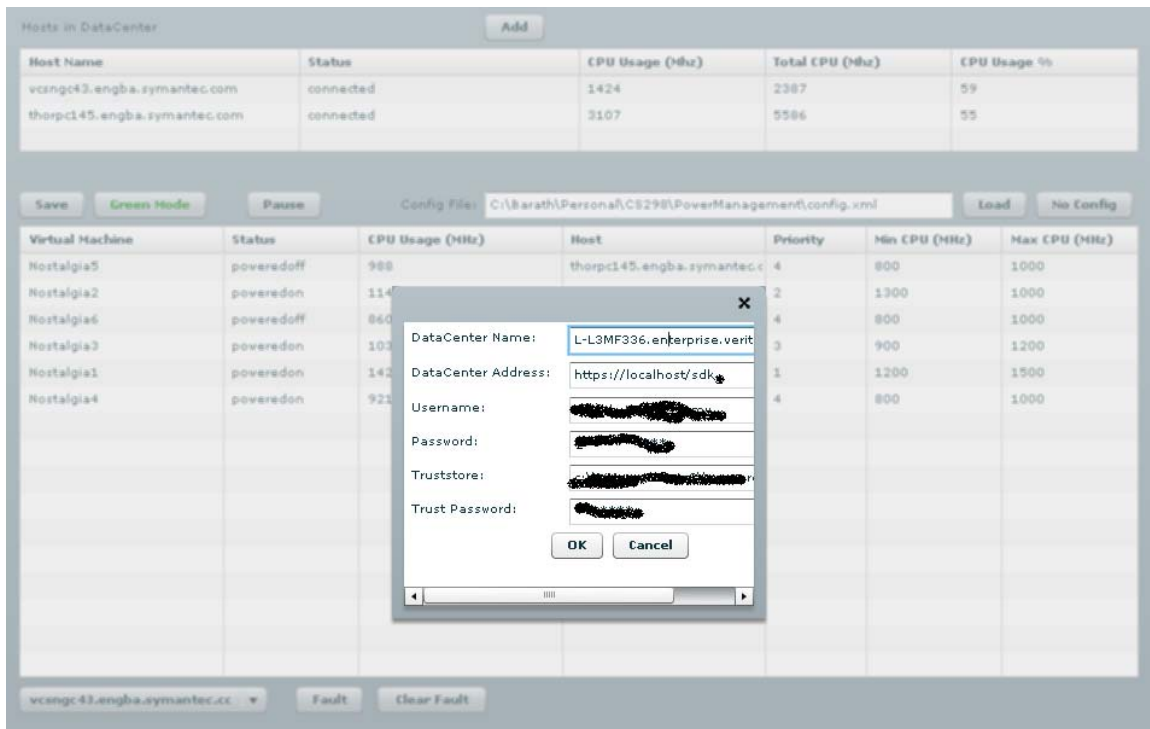 Hosts in DataCenter Add
Host Name Status CPU Usage (Mhz) Total CPU (Mhz) CPU Usage %
vcsngc43.engba.symantec.com connected 1424 2387 59
thorpc145.engba.symantec.com connected 3107 5586 55
Save Green Mode Pause Config File: C:\Barath\Personal\CS298\PowerManagement\config.xml Load No Config
Virtual Machine Status CPU Usage (MHz) Host Priority Min CPU (MHz) Max CPU (MHz)
Nostalgia5 poweredoff 988 thorpc145.engba.symantec.c 4 800 1000
Nostalgia2 poweredon 114 2 1300 1000
Nostalgia6 poweredoff 860 4 800 1000
Nostalgia3 poweredon 103 3 900 1200
Nostalgia1 poweredon 142 1 1200 1500
Nostalgia4 poweredon 921 4 800 1000
x
DataCenter Name: L-L3MF336.enterprise.verit
DataCenter Address: https://localhost/sdk
Username:
Password:
Truststore:
Trust Password:
OK Cancel
vcsngc43.engba.symantec.cc Fault Clear Fault